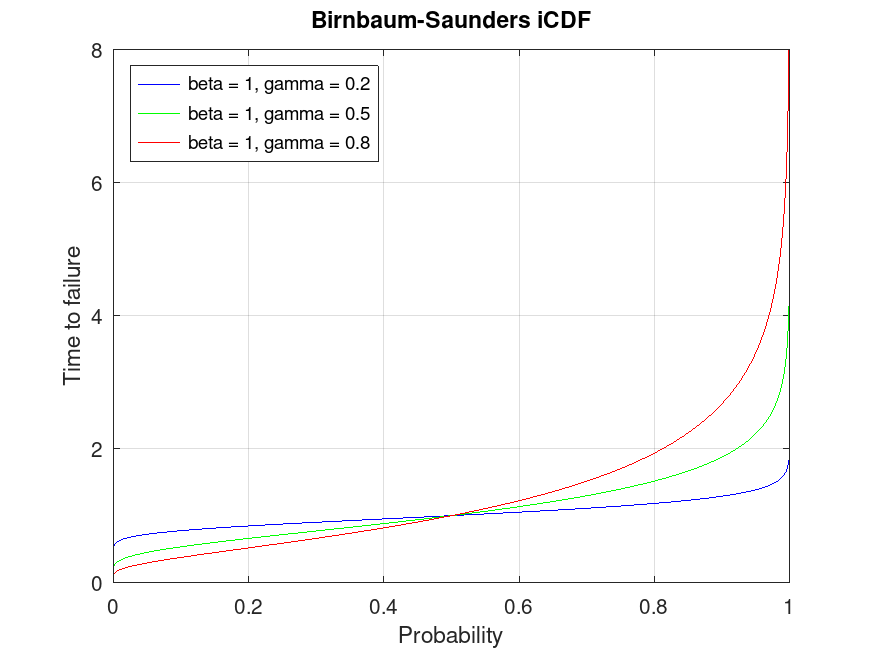 Birnbaum-Saunders iCDF
8
beta = 1, gamma = 0.2
beta = 1, gamma = 0.5
beta = 1, gamma = 0.8
6
Time to failure
4
2
0
0 0.2 0.4 0.6 0.8 1
Probability